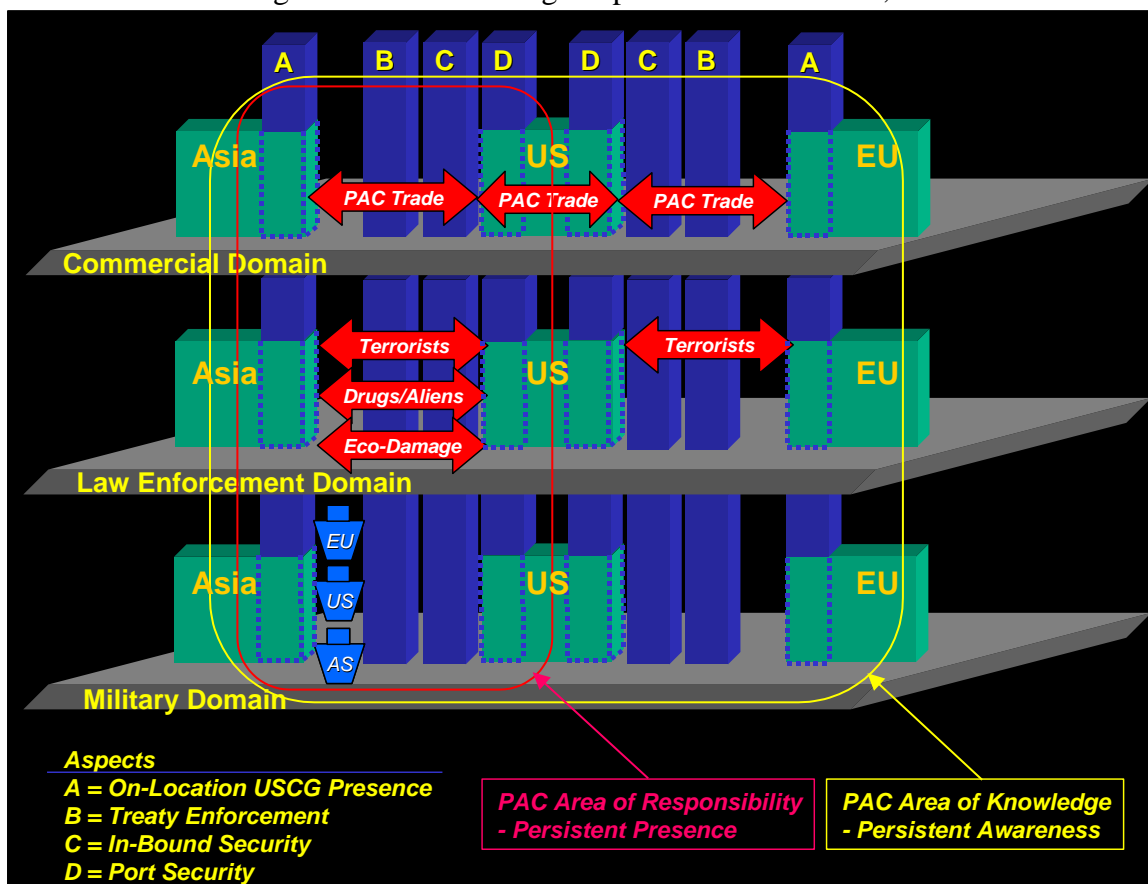 A B C D D C B A
Asia US EU
PAC Trade PAC Trade PAC Trade
Commercial Domain
Terrorists Terrorists
Asia US EU
Drugs/Aliens
Eco-Damage
Law Enforcement Domain
EU
Asia US EU
US
AS
Military Domain
Aspects
A = On-Location USCG Presence
B = Treaty Enforcement
C = In-Bound Security
D = Port Security
PAC Area of Responsibility
- Persistent Presence
PAC Area of Knowledge
- Persistent Awareness